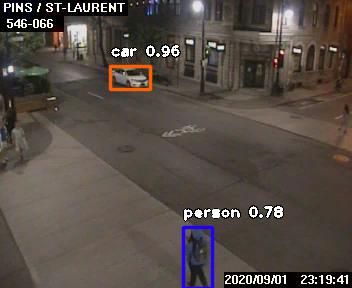 PINS / ST-LAURENT
546-066
car 0.96
person 0.78
2020/09/01 23:19:41